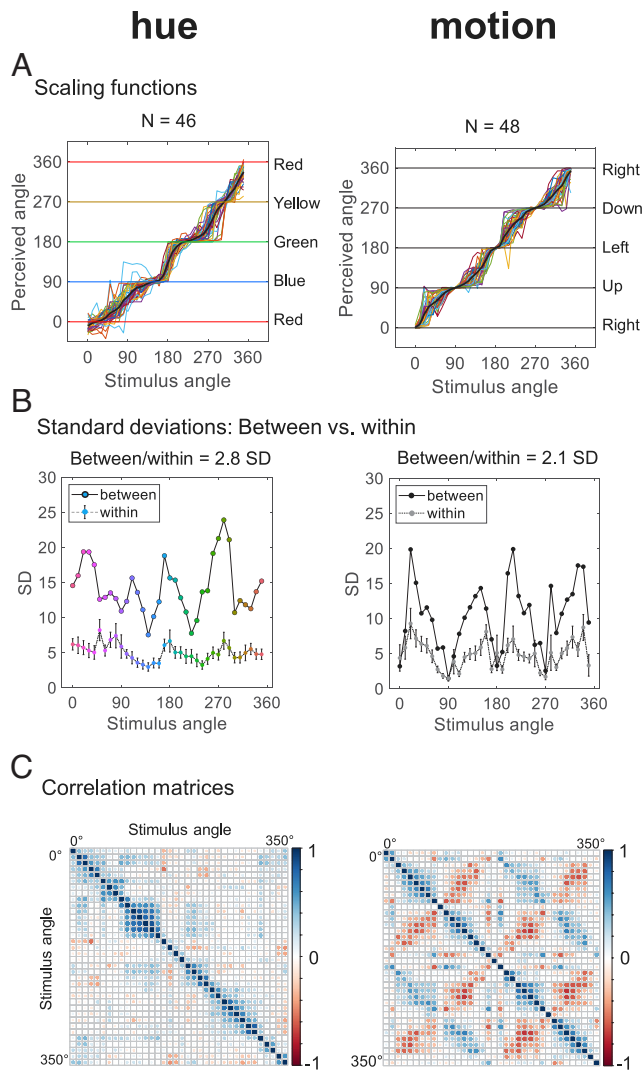 hue motion
A
Scaling functions
N = 46
360
270
180
90
0
Perceived angle
Red
Yellow
Green
Blue
Red
0 90 180 270 360
Stimulus angle
N = 48
360
270
180
90
0
Perceived angle
Right
Down
Left
Up
Right
0 90 180 270 360
Stimulus angle
B
Standard deviations: Between vs. within
Between/within = 2.8 SD
30
25
20
15
10
5
0
SD
between
within
0 90 180 270 360
Stimulus angle
Between/within = 2.1 SD
30
25
20
15
10
5
0
SD
between
within
0 90 180 270 360
Stimulus angle
C
Correlation matrices
Stimulus angle
0° 350°
0°
Stimulus angle
350°
1
0
-1
0° 350°
0°
350°
1
0
-1